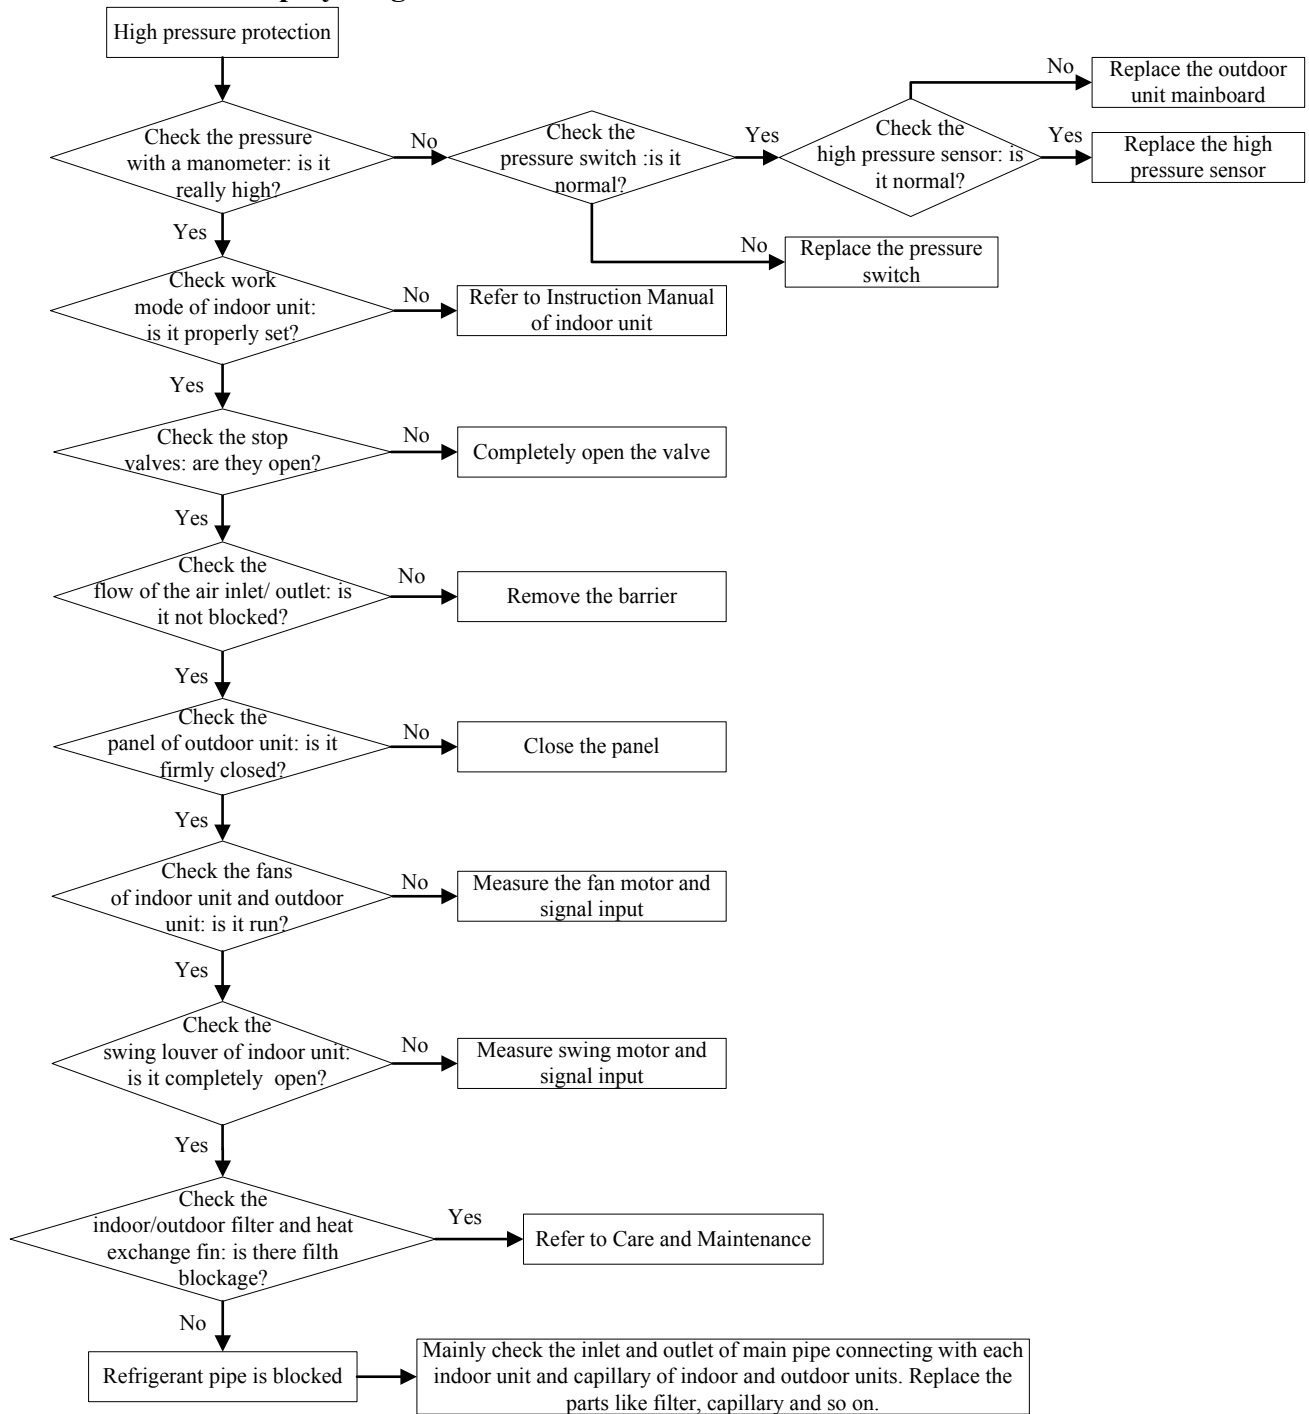 High pressure protection
Check the pressure
with a manometer: is it
really high?
No
Check the
pressure switch :is it
normal?
Yes
Check the
high pressure sensor: is
it normal?
No
Replace the outdoor
unit mainboard
Yes
Replace the high
pressure sensor
No
Replace the pressure
switch
Yes
Check work
mode of indoor unit:
is it properly set?
No
Refer to Instruction Manual
of indoor unit
Yes
Check the stop
valves: are they open?
No
Completely open the valve
Yes
Check the
flow of the air inlet/ outlet: is
it not blocked?
No
Remove the barrier
Yes
Check the
panel of outdoor unit: is it
firmly closed?
No
Close the panel
Yes
Check the fans
of indoor unit and outdoor
unit: is it run?
No
Measure the fan motor and
signal input
Yes
Check the
swing louver of indoor unit:
is it completely open?
No
Measure swing motor and
signal input
Yes
Check the
indoor/outdoor filter and heat
exchange fin: is there filth
blockage?
Yes
Refer to Care and Maintenance
No
Refrigerant pipe is blocked
Mainly check the inlet and outlet of main pipe connecting with each
indoor unit and capillary of indoor and outdoor units. Replace the
parts like filter, capillary and so on.